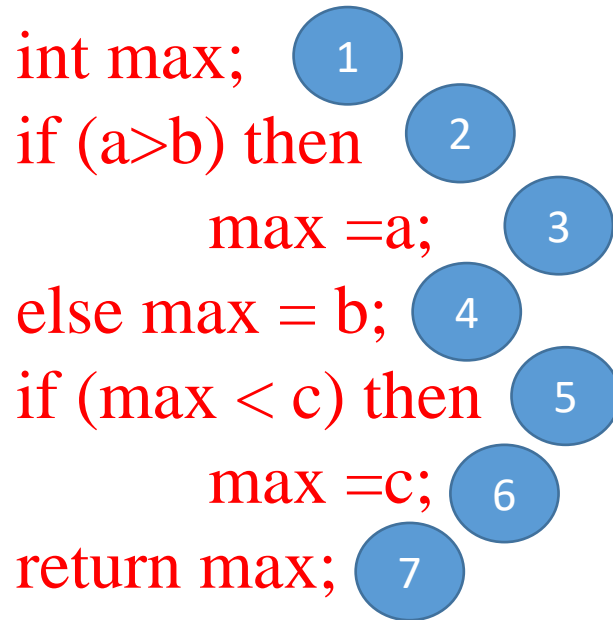 int max; 1
if (a>b) then 2
max =a; 3
else max = b; 4
if (max < c) then 5
max =c; 6
return max; 7